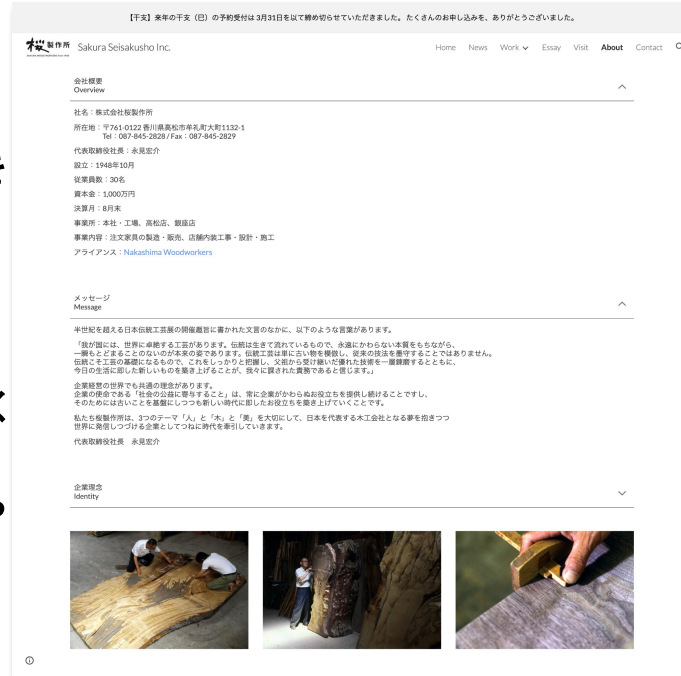 【干支】来年の干支（巳）の予約受付は 3月31日を以て締め切らせていただきました。 たくさんのお申し込みを、ありがとうございました。
桜製作所 Sakura Seisakusho Inc.
Home News Work Essay Visit About Contact
会社概要
Overview
社名：株式会社桜製作所
所在地：〒761-0122 香川県高松市牟礼町大町1132-1
Tel：087-845-2828 / Fax：087-845-2829
代表取締役社長：永見宏介
設立：1948年10月
従業員数：30名
資本金：1,000万円
決算月：8月末
事業所：本社・工場、高松店、銀座店
事業内容：注文家具の製造・販売、店舗内装工事・設計・施工
アライアンス：Nakashima Woodworkers
メッセージ
Message
半世紀を超える日本伝統工芸展の開催趣旨に書かれた文言のなかに、以下のような言葉があります。
「我が国には、世界に卓絶する工芸があります。伝統は生きて流れているもので、永遠にかわらない本質をもちながら、
一瞬もとどまることのないのが本来の姿であります。伝統工芸は単に古い物を模倣し、従来の技法を墨守することではありません。
伝統こそ工芸の基礎になるもので、これをしっかりと把握し、父祖から受け継いだ優れた技術を一層錬磨するとともに、
今日の生活に即した新しいものを築き上げることが、我々に課された責務であると信じます。」
企業経営の世界でも共通の理念があります。
企業の使命である「社会の公益に寄与すること」は、常に企業がかわらぬお役立ちを提供し続けることですし、
そのためには古いことを基盤にしつつも新しい時代に即したお役立ちを築き上げていくことです。
私たち桜製作所は、3つのテーマ「人」と「木」と「美」を大切にして、日本を代表する木工会社となる夢を抱きつつ
世界に発信しつづける企業としてつねに時代を牽引していきます。
代表取締役社長　永見宏介
企業理念
Identity